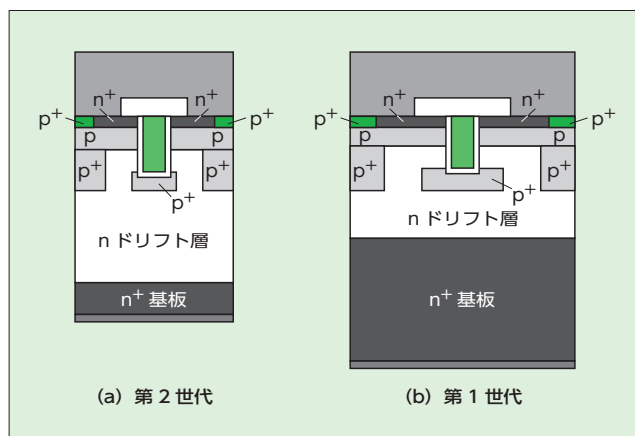 n⁺ n⁺
p⁺ p⁺
p p
p⁺ p⁺
p⁺
n ドリフト層
n⁺ 基板
(a) 第 2 世代
n⁺ n⁺
p⁺ p⁺
p p
p⁺ p⁺
p⁺
n ドリフト層
n⁺ 基板
(b) 第 1 世代